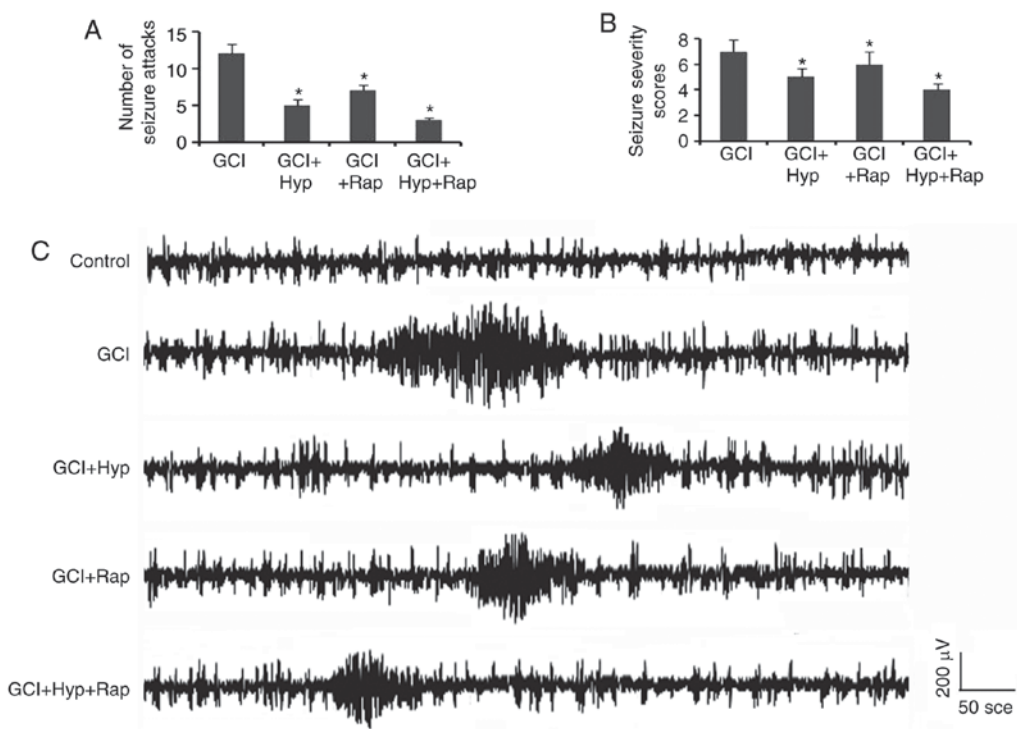 A
Number of
seizure attacks
15
10
5
0
*
*
*
GCI
GCI+
Hyp
GCI
+Rap
GCI+
Hyp+Rap
B
Seizure severity
scores
8
6
4
2
0
*
*
*
GCI
GCI+
Hyp
GCI
+Rap
GCI+
Hyp+Rap
C
Control
GCI
GCI+Hyp
GCI+Rap
GCI+Hyp+Rap
200 µV
50 sce